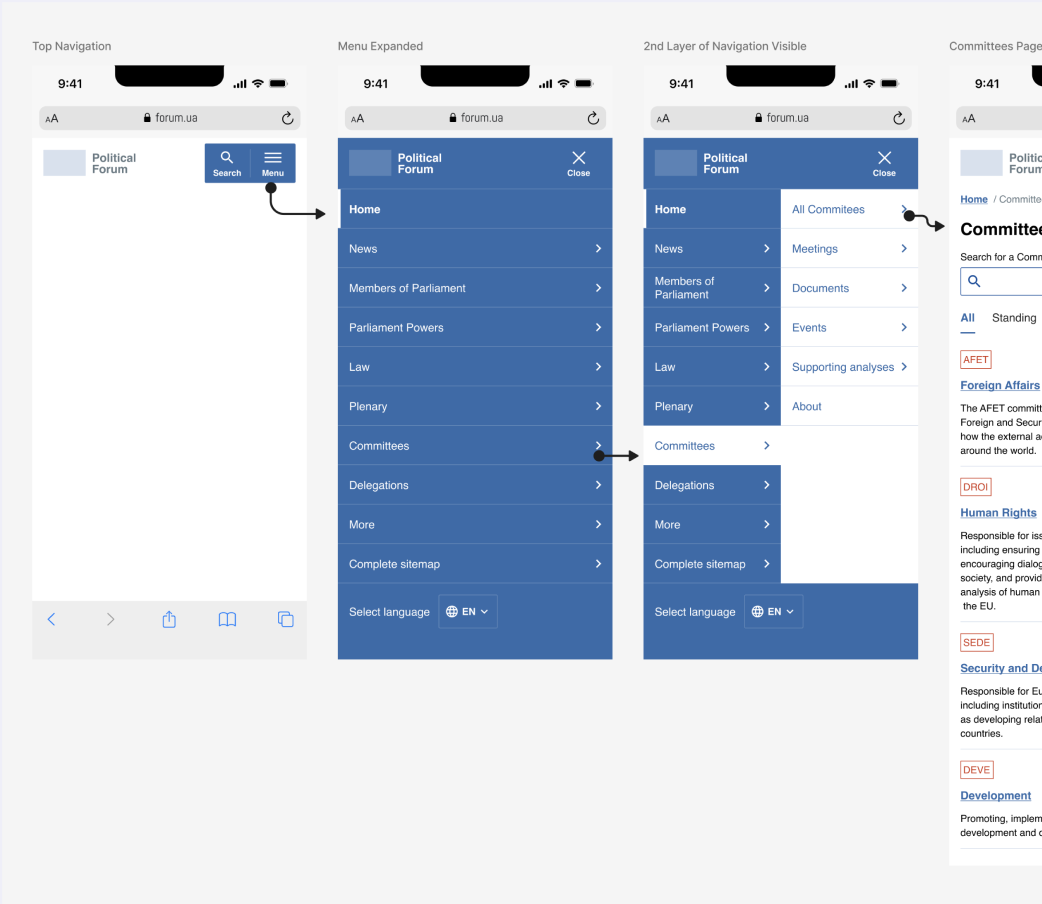 Top Navigation
9:41
AA
forum.ua
Political
Forum
Search
Menu
Menu Expanded
9:41
AA
forum.ua
Political
Forum
Close
Home
News
Members of Parliament
Parliament Powers
Law
Plenary
Committees
Delegations
More
Complete sitemap
Select language
EN
2nd Layer of Navigation Visible
9:41
AA
forum.ua
Political
Forum
Close
Home
News
Members of
Parliament
Parliament Powers
Law
Plenary
Committees
Delegations
More
Complete sitemap
All Commitees
Meetings
Documents
Events
Supporting analyses
About
Select language
EN
Committees Page
9:41
AA
Politic
Forum
Home / Committe
Committee
Search for a Comm
All Standing
AFET
Foreign Affairs
The AFET committ
Foreign and Secur
how the external a
around the world.
DROI
Human Rights
Responsible for iss
including ensuring
encouraging dialog
society, and provid
analysis of human
the EU.
SEDE
Security and De
Responsible for Eu
including institution
as developing relat
countries.
DEVE
Development
Promoting, implem
development and c